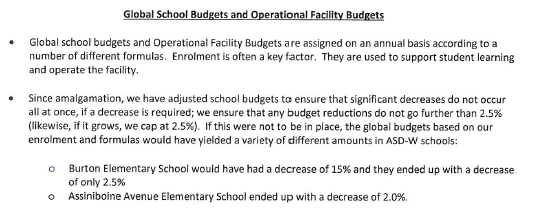 Global School Budgets and Operational Facility Budgets
• Global school budgets and Operational Facility Budgets are assigned on an annual basis according to a
number of different formulas. Enrolment is often a key factor. They are used to support student learning
and operate the facility.
• Since amalgamation, we have adjusted school budgets to ensure that significant decreases do not occur
all at once, if a decrease is required; we ensure that any budget reductions do not go further than 2.5%
(likewise, if it grows, we cap at 2.5%). If this were not to be in place, the global budgets based on our
enrolment and formulas would have yielded a variety of different amounts in ASD-W schools:
o Burton Elementary School would have had a decrease of 15% and they ended up with a decrease
of only 2.5%
o Assiniboine Avenue Elementary School ended up with a decrease of 2.0%.